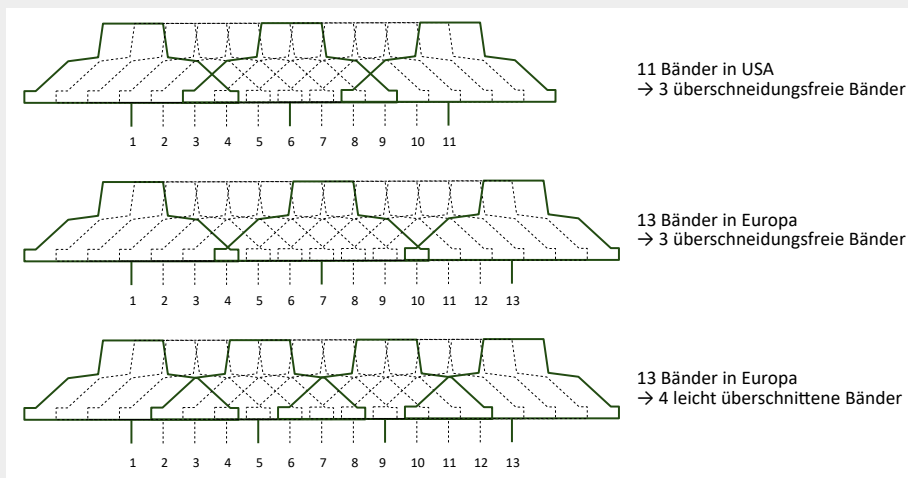 11 Bänder in USA
→ 3 überschneidungsfreie Bänder
1 2 3 4 5 6 7 8 9 10 11
13 Bänder in Europa
→ 3 überschneidungsfreie Bänder
1 2 3 4 5 6 7 8 9 10 11 12 13
13 Bänder in Europa
→ 4 leicht überschnittene Bänder
1 2 3 4 5 6 7 8 9 10 11 12 13